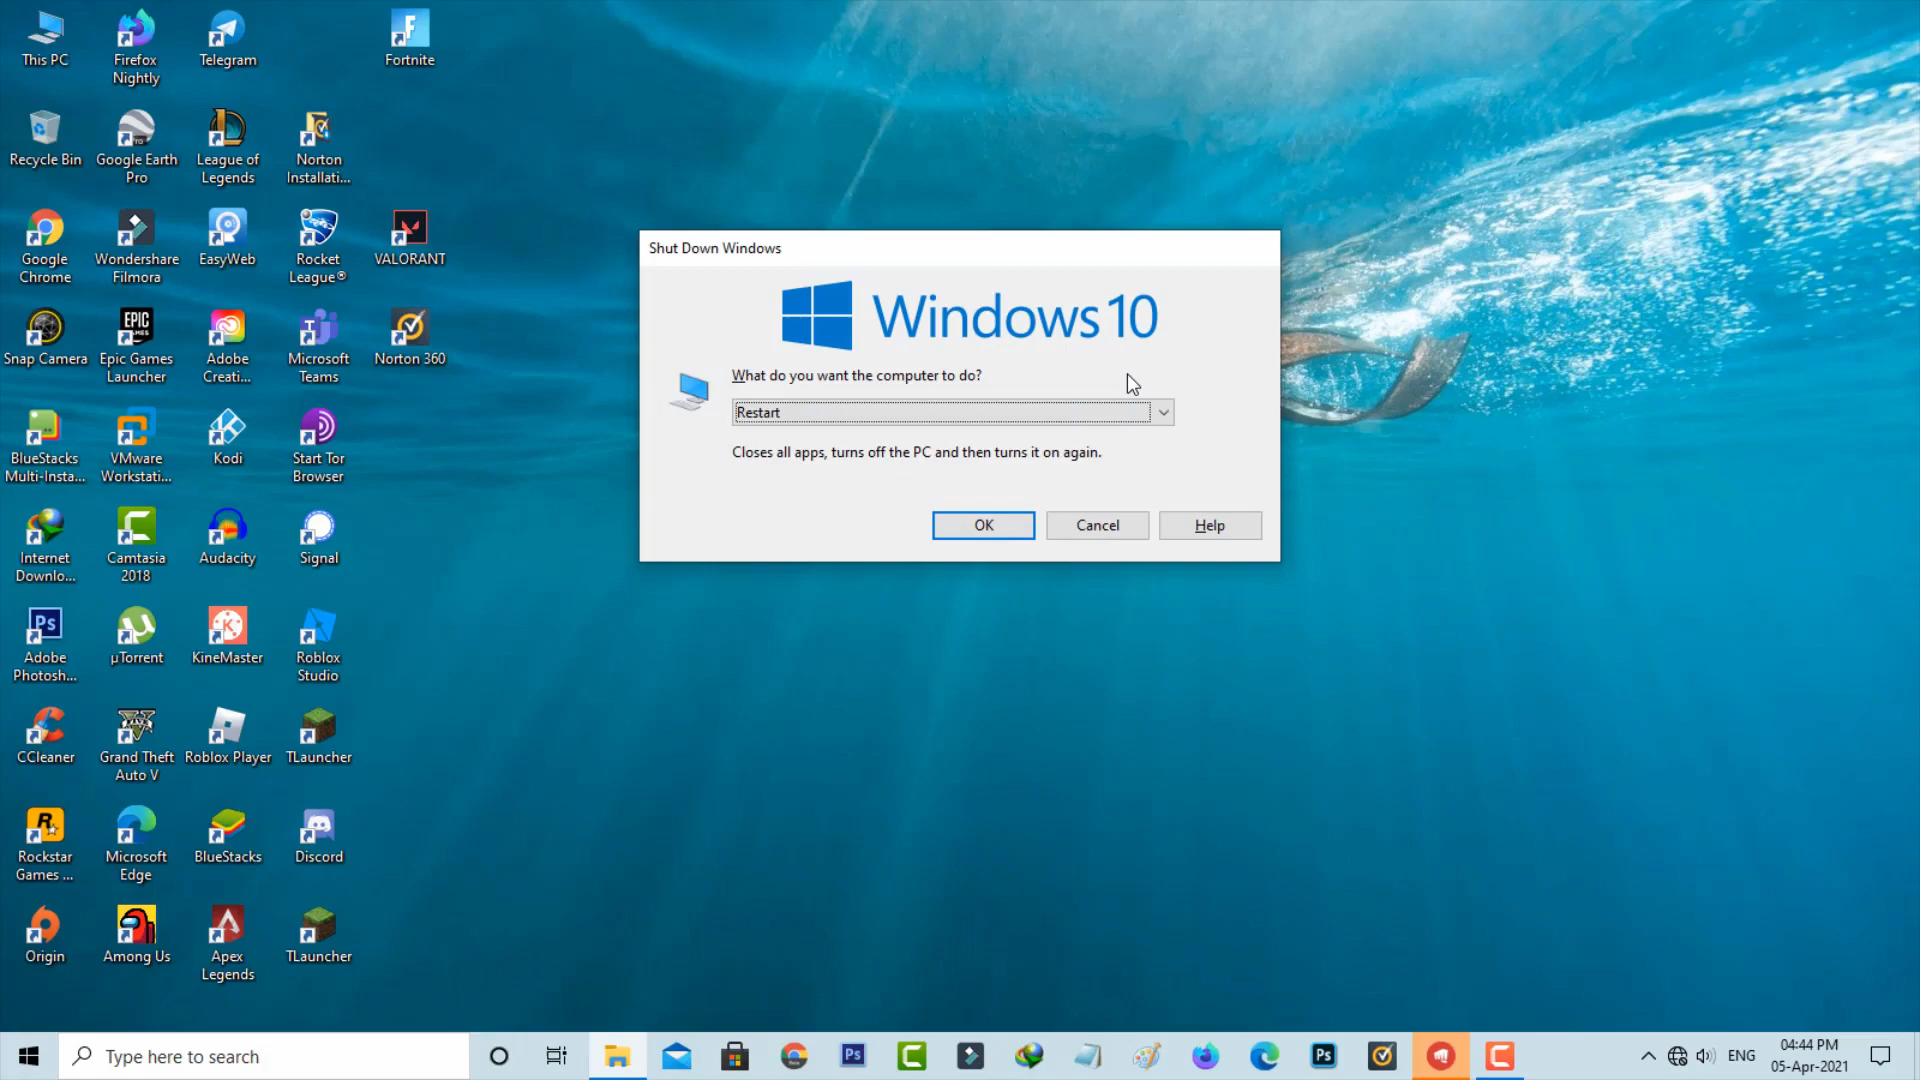 This PC
Firefox
Nightly
Telegram
Fortnite
Recycle Bin
Google Earth
Pro
League of
Legends
Norton
Installati...
Google
Chrome
Wondershare
Filmora
EasyWeb
Rocket
League®
VALORANT
Snap Camera
EPIC
GAMES
Epic Games
Launcher
Adobe
Creati...
Microsoft
Teams
Norton 360
BlueStacks
Multi-Insta...
VMware
Workstati...
Kodi
Start Tor
Browser
Internet
Downlo...
Camtasia
2018
Audacity
Signal
Ps
Adobe
Photosh...
µTorrent
KineMaster
Roblox
Studio
CCleaner
Grand Theft
Auto V
Roblox Player
TLauncher
Rockstar
Games ...
Microsoft
Edge
BlueStacks
Discord
Origin
Among Us
Apex
Legends
TLauncher
Shut Down Windows
Windows 10
What do you want the computer to do?
Restart
Closes all apps, turns off the PC and then turns it on again.
OK
Cancel
Help
Type here to search
Ps
Ps
ENG
04:44 PM
05-Apr-2021